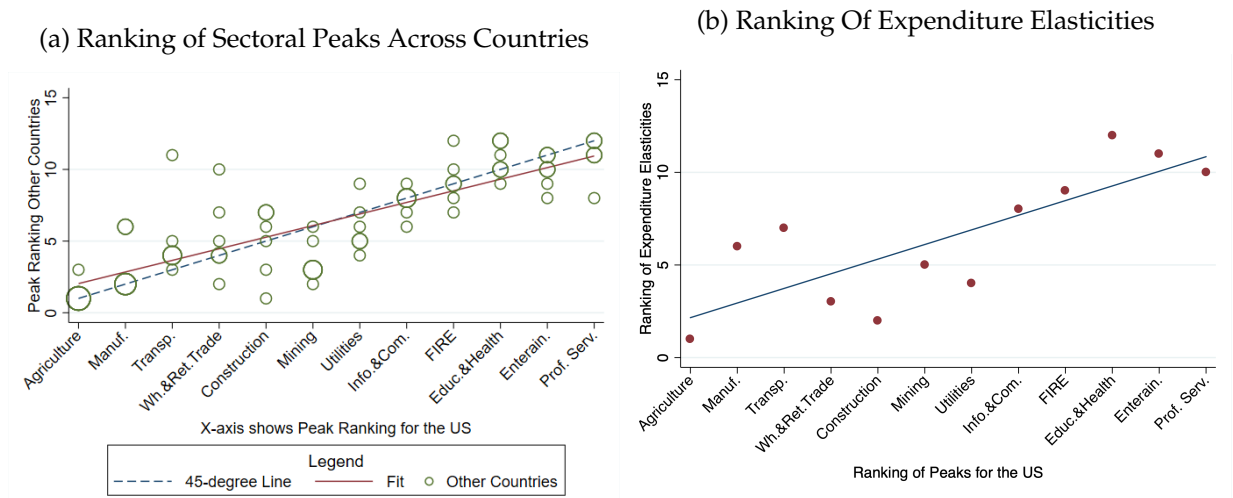 (a) Ranking of Sectoral Peaks Across Countries
Peak Ranking Other Countries
15
10
5
0
Agriculture
Manuf.
Transp.
Wh.&Ret.Trade
Construction
Mining
Utilities
Info.&Com.
FIRE
Educ.&Health
Enterain.
Prof. Serv.
X-axis shows Peak Ranking for the US
Legend
45-degree Line
Fit
Other Countries
(b) Ranking Of Expenditure Elasticities
Ranking of Expenditure Elasticities
15
10
5
0
Agriculture
Manuf.
Transp.
Wh.&Ret.Trade
Construction
Mining
Utilities
Info.&Com.
FIRE
Educ.&Health
Enterain.
Prof. Serv.
Ranking of Peaks for the US